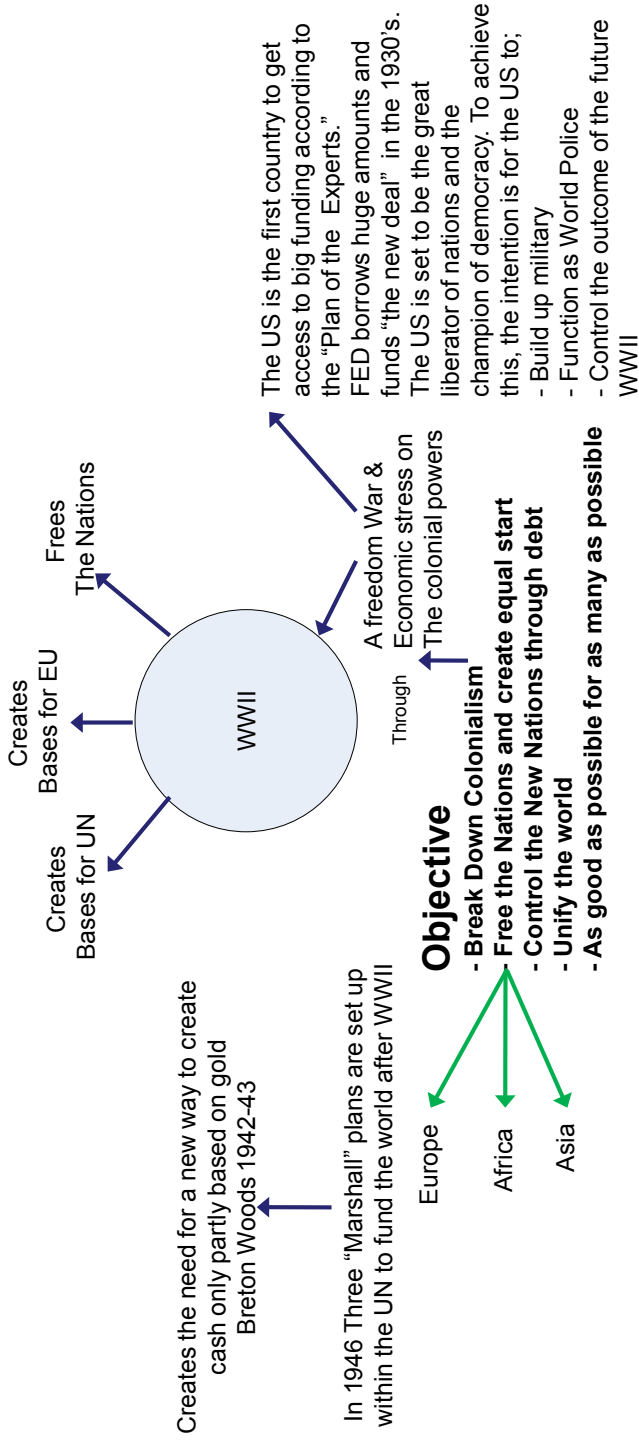 Creates
Bases for UN
Creates
Bases for EU
Frees
The Nations
Creates the need for a new way to create
cash only partly based on gold
Breton Woods 1942-43
In 1946 Three “Marshall” plans are set up
within the UN to fund the world after WWII
WWII
Through
A freedom War &
Economic stress on
The colonial powers
The US is the first country to get
access to big funding according to
the “Plan of the Experts.”
FED borrows huge amounts and
funds “the new deal” in the 1930’s.
The US is set to be the great
liberator of nations and the
champion of democracy. To achieve
this, the intention is for the US to;
- Build up military
- Function as World Police
- Control the outcome of the future
WWII
Europe
Africa
Asia
Objective
- Break Down Colonialism
- Free the Nations and create equal start
- Control the New Nations through debt
- Unify the world
- As good as possible for as many as possible